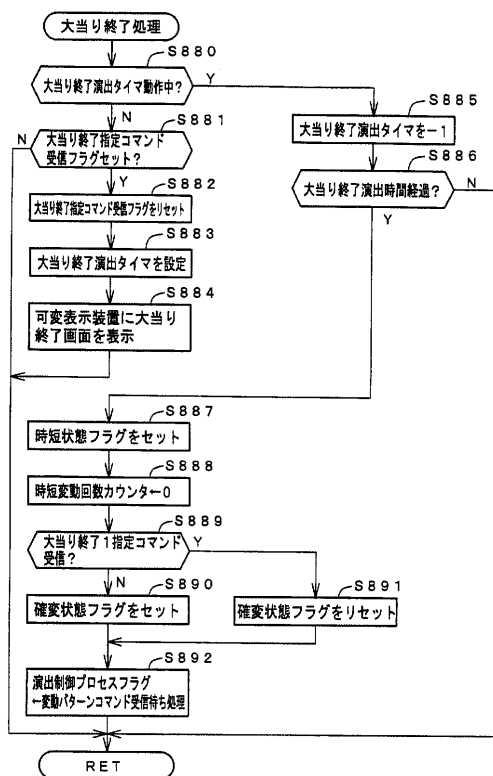 大当り終了処理
S880
大当り終了演出タイマ動作中?
Y
N
S881
N
大当り終了指定コマンド
受信フラグセット?
Y
S882
大当り終了指定コマンド受信フラグをリセット
S883
大当り終了演出タイマを設定
S884
可変表示装置に大当り
終了画面を表示
S885
大当り終了演出タイマを−1
S886
大当り終了演出時間経過?
N
Y
S887
時短状態フラグをセット
S888
時短変動回数カウンタ←0
S889
大当り終了1指定コマンド
受信?
Y
N
S890
確変状態フラグをセット
S891
確変状態フラグをリセット
S892
演出制御プロセスフラグ
←変動パターンコマンド受信待ち処理
RET